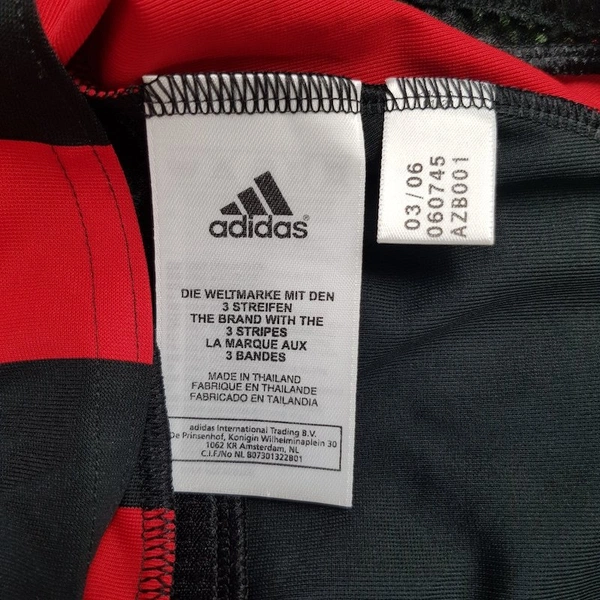 adidas®
DIE WELTMARKE MIT DEN
3 STREIFEN
THE BRAND WITH THE
3 STRIPES
LA MARQUE AUX
3 BANDES
MADE IN THAILAND
FABRIQUE EN THAILANDE
FABRICADO EN TAILANDIA
adidas International Trading B.V.
De Prinsenhof, Konigin Wilhelminaplein 30
1062 KR Amsterdam, NL
C.I.F./No NL B07301322B01
03/06
060745
AZB001